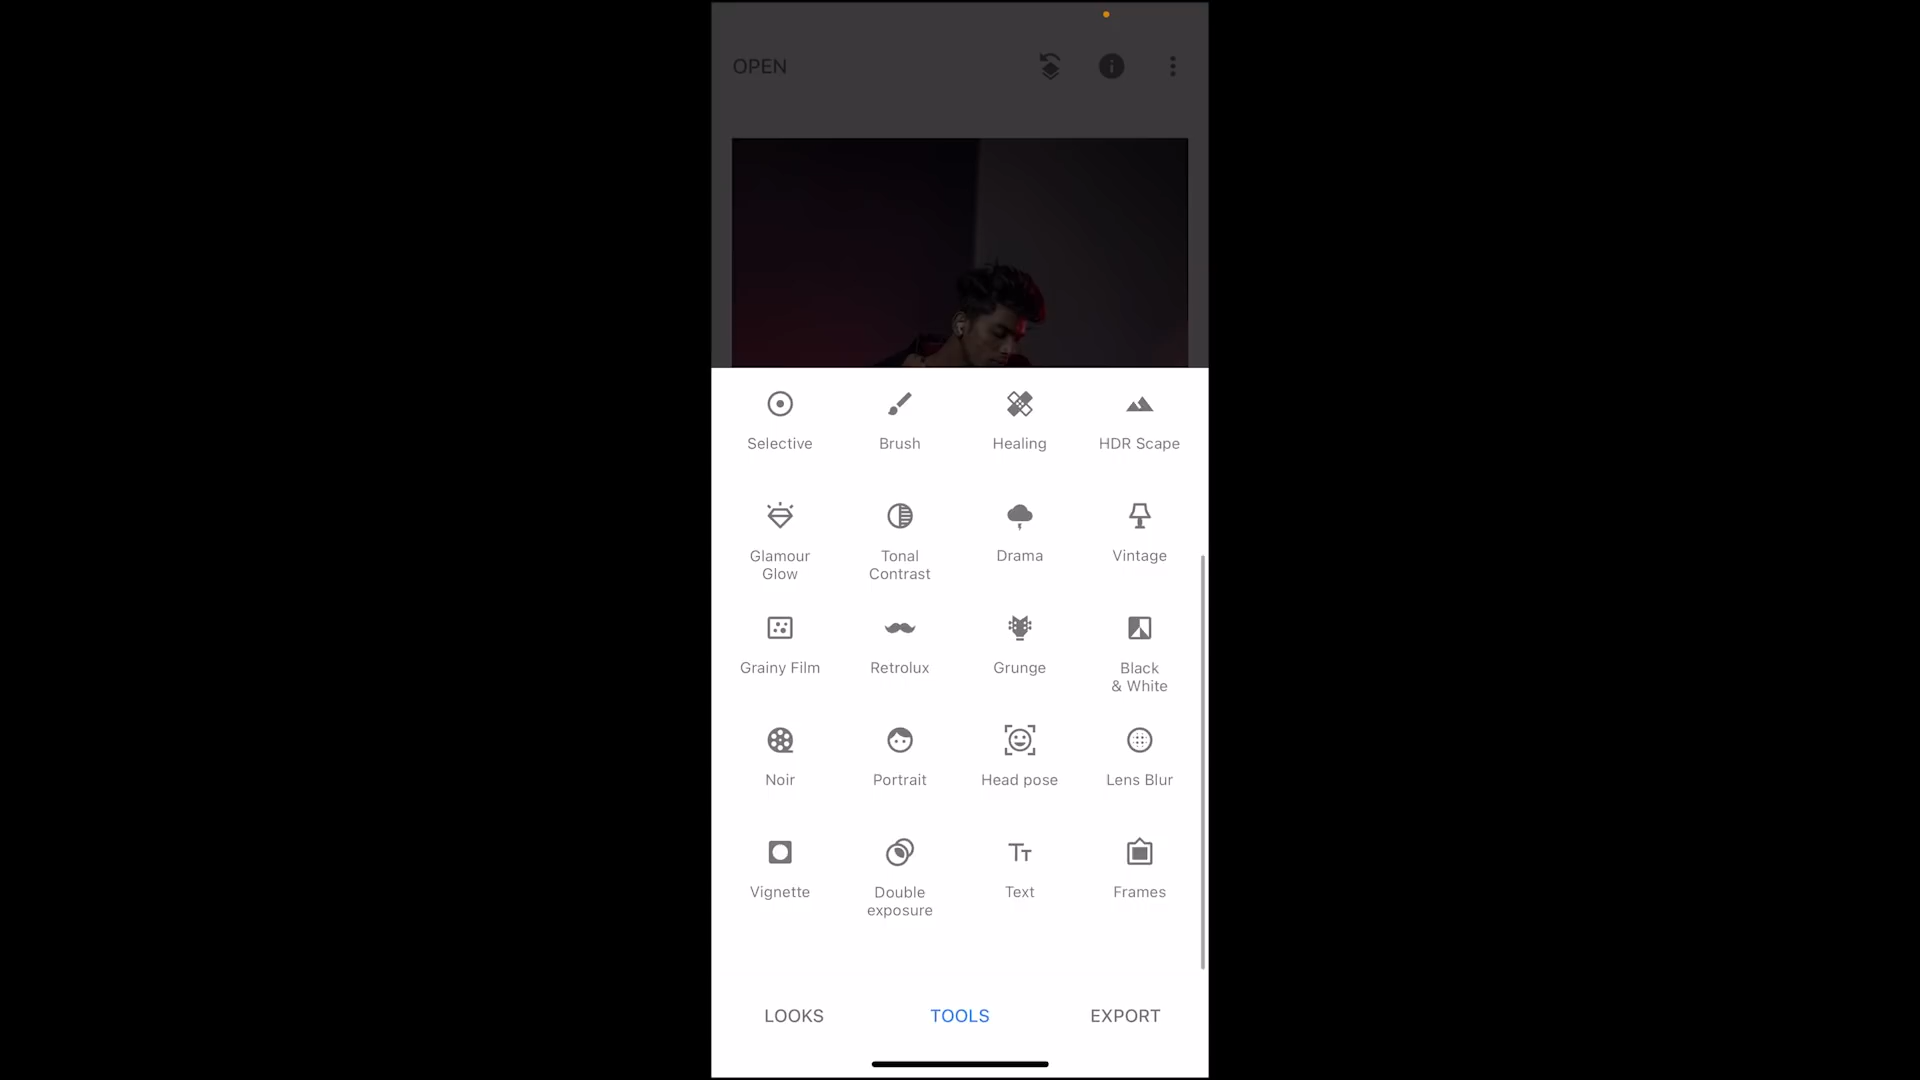 OPEN
Selective Brush Healing HDR Scape
Glamour Tonal Drama Vintage
Glow Contrast
Grainy Film Retrolux Grunge Black
& White
Noir Portrait Head pose Lens Blur
Vignette Double Text Frames
exposure
LOOKS TOOLS EXPORT